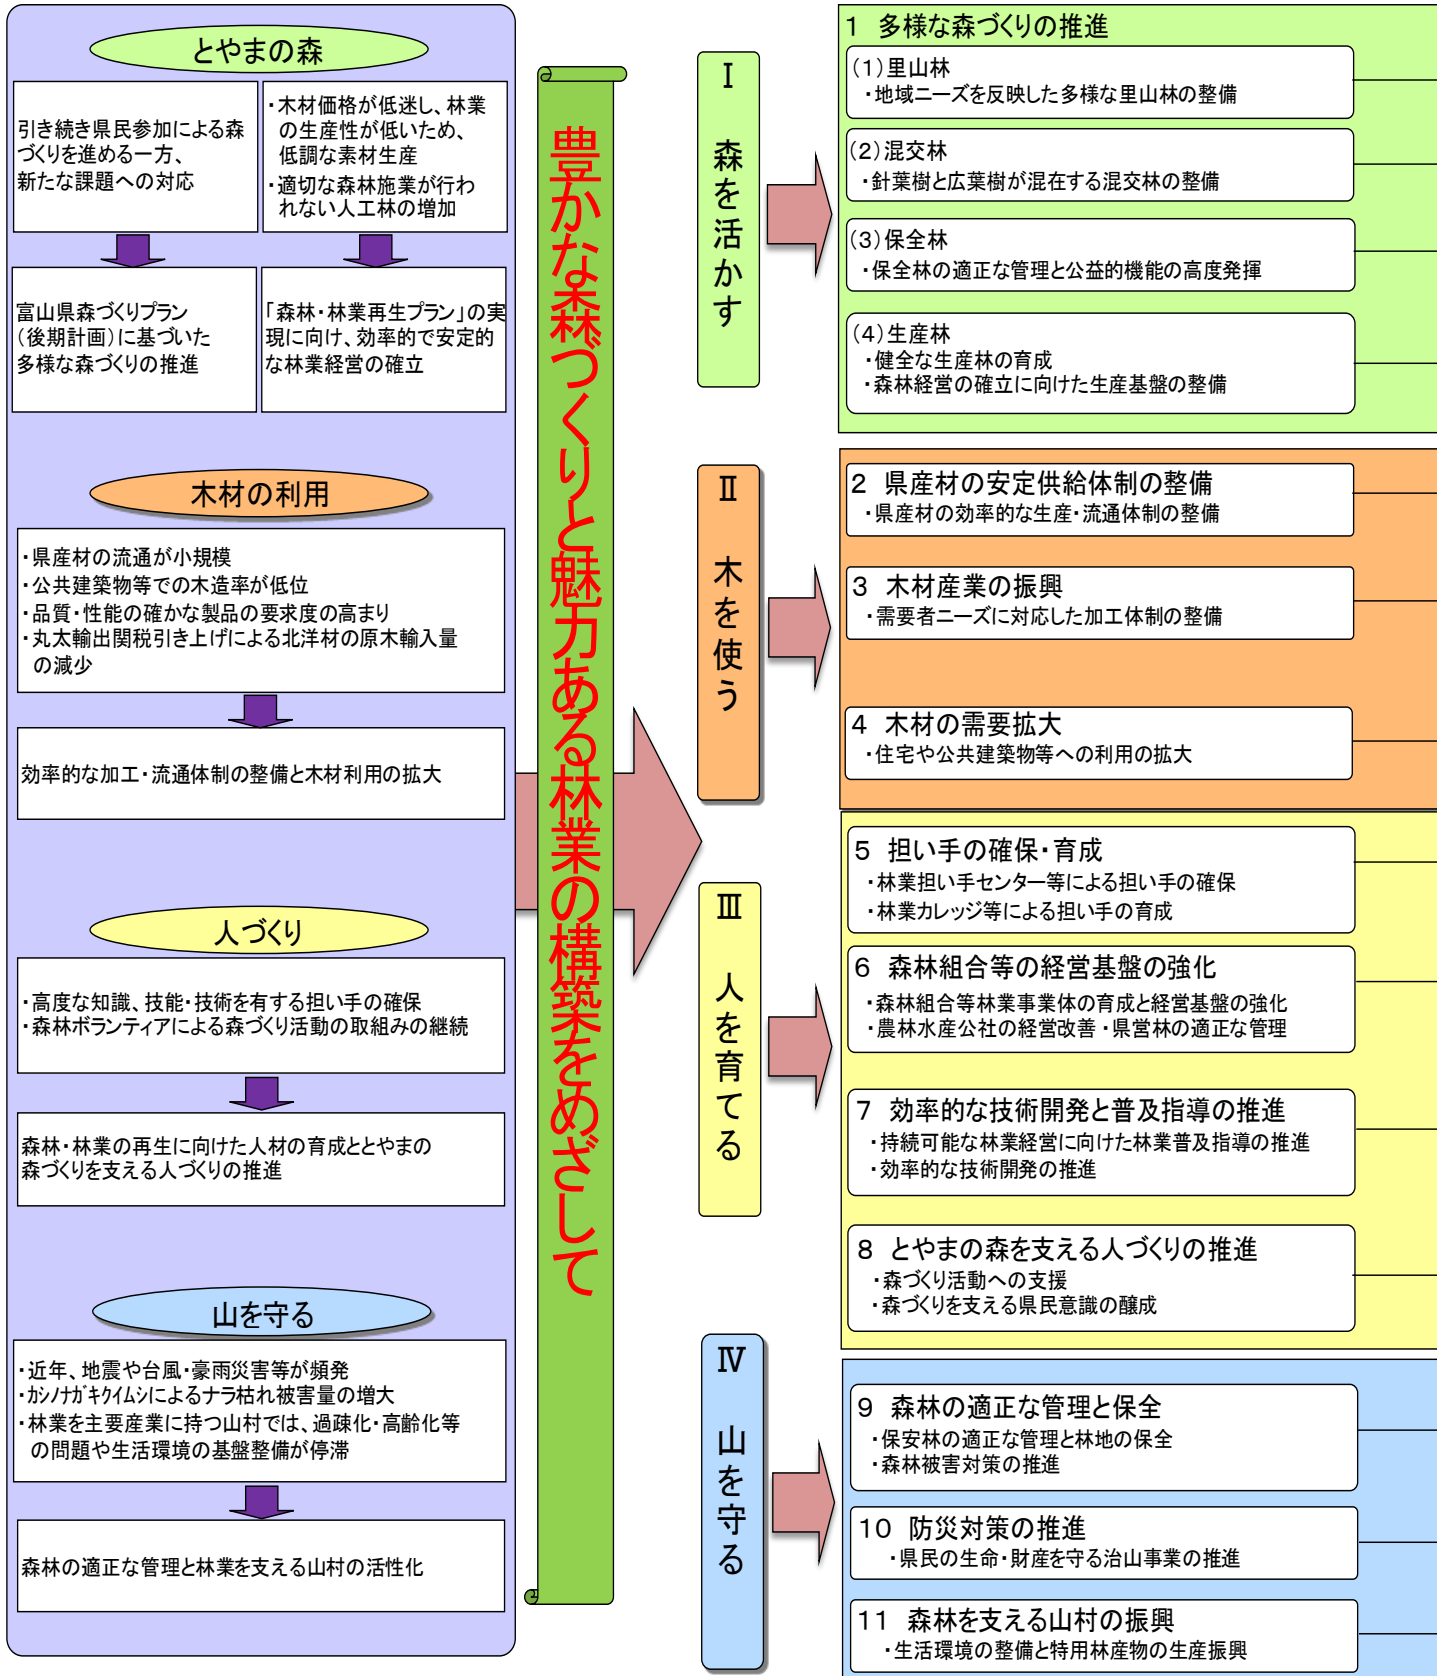 とやまの森
引き続き県民参加による森
づくりを進める一方、
新たな課題への対応
・木材価格が低迷し、林業
の生産性が低いため、
低調な素材生産
・適切な森林施業が行わ
れない人工林の増加
富山県森づくりプラン
(後期計画)に基づいた
多様な森づくりの推進
「森林・林業再生プラン」の実
現に向け、効率的で安定的
な林業経営の確立
木材の利用
・県産材の流通が小規模
・公共建築物等での木造率が低位
・品質・性能の確かな製品の要求度の高まり
・丸太輸出関税引き上げによる北洋材の原木輸入量
の減少
効率的な加工・流通体制の整備と木材利用の拡大
人づくり
・高度な知識、技能・技術を有する担い手の確保
・森林ボランティアによる森づくり活動の取組みの継続
森林・林業の再生に向けた人材の育成ととやまの
森づくりを支える人づくりの推進
山を守る
・近年、地震や台風・豪雨災害等が頻発
・ｶｼﾉﾅｶﾞｷｸｲﾑｼによるナラ枯れ被害量の増大
・林業を主要産業に持つ山村では、過疎化・高齢化等
の問題や生活環境の基盤整備が停滞
森林の適正な管理と林業を支える山村の活性化
豊かな森づくりと魅力ある林業の構築をめざして
Ⅰ 森を活かす
1 多様な森づくりの推進
(1)里山林
・地域ニーズを反映した多様な里山林の整備
(2)混交林
・針葉樹と広葉樹が混在する混交林の整備
(3)保全林
・保全林の適正な管理と公益的機能の高度発揮
(4)生産林
・健全な生産林の育成
・森林経営の確立に向けた生産基盤の整備
Ⅱ 木を使う
2 県産材の安定供給体制の整備
・県産材の効率的な生産・流通体制の整備
3 木材産業の振興
・需要者ニーズに対応した加工体制の整備
4 木材の需要拡大
・住宅や公共建築物等への利用の拡大
Ⅲ 人を育てる
5 担い手の確保・育成
・林業担い手センター等による担い手の確保
・林業カレッジ等による担い手の育成
6 森林組合等の経営基盤の強化
・森林組合等林業事業体の育成と経営基盤の強化
・農林水産公社の経営改善・県営林の適正な管理
7 効率的な技術開発と普及指導の推進
・持続可能な林業経営に向けた林業普及指導の推進
・効率的な技術開発の推進
8 とやまの森を支える人づくりの推進
・森づくり活動への支援
・森づくりを支える県民意識の醸成
Ⅳ 山を守る
9 森林の適正な管理と保全
・保安林の適正な管理と林地の保全
・森林被害対策の推進
10 防災対策の推進
・県民の生命・財産を守る治山事業の推進
11 森林を支える山村の振興
・生活環境の整備と特用林産物の生産振興